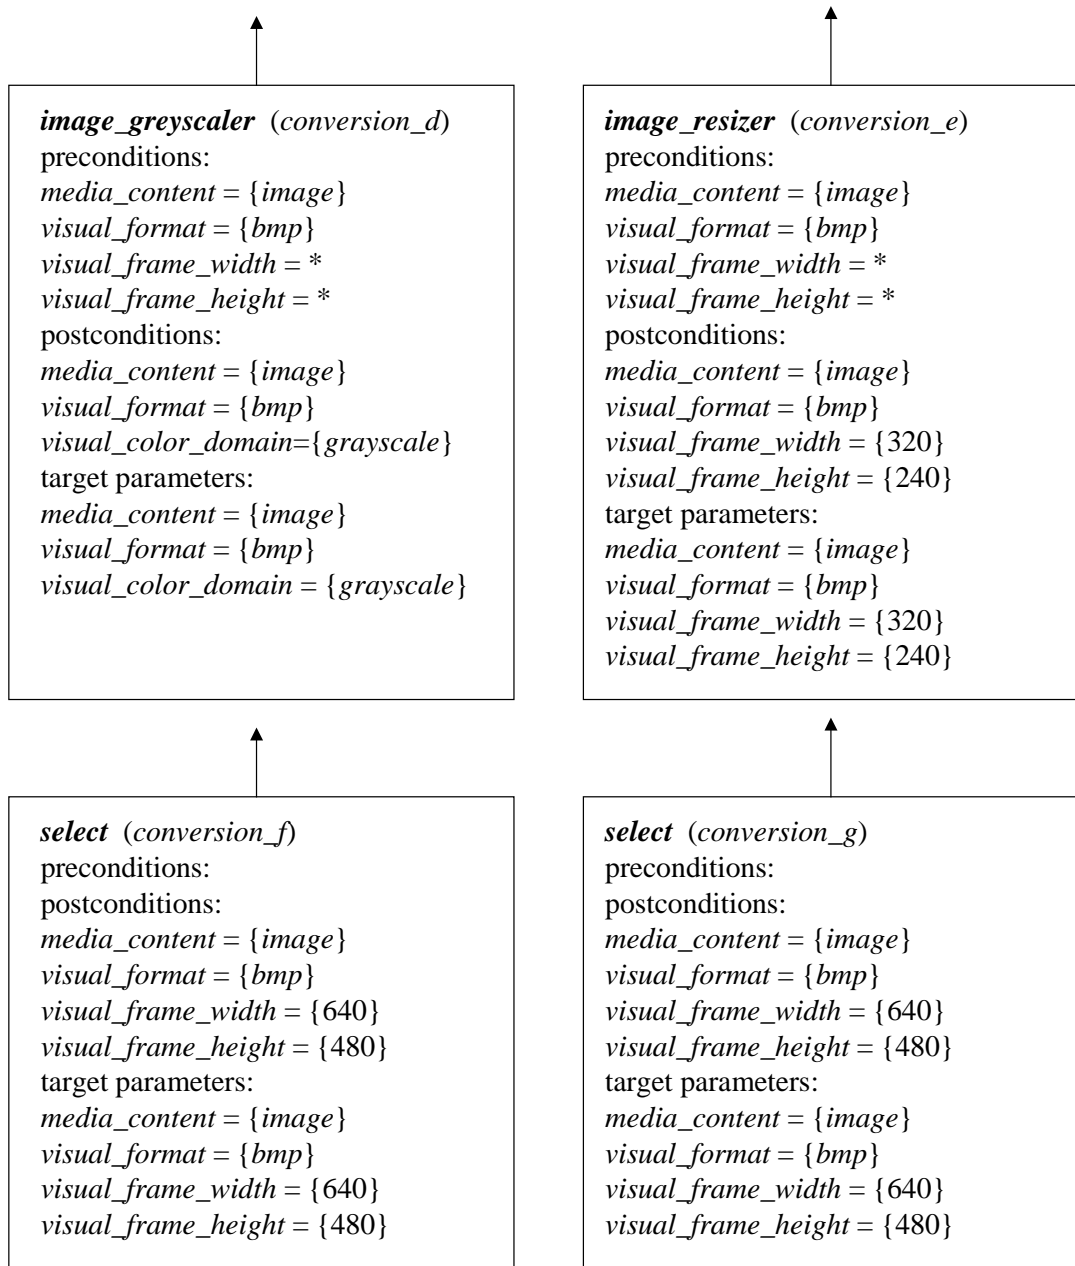 image_greyscaler (conversion_d)
preconditions:
media_content = {image}
visual_format = {bmp}
visual_frame_width = *
visual_frame_height = *
postconditions:
media_content = {image}
visual_format = {bmp}
visual_color_domain={grayscale}
target parameters:
media_content = {image}
visual_format = {bmp}
visual_color_domain = {grayscale}
image_resizer (conversion_e)
preconditions:
media_content = {image}
visual_format = {bmp}
visual_frame_width = *
visual_frame_height = *
postconditions:
media_content = {image}
visual_format = {bmp}
visual_frame_width = {320}
visual_frame_height = {240}
target parameters:
media_content = {image}
visual_format = {bmp}
visual_frame_width = {320}
visual_frame_height = {240}
select (conversion_f)
preconditions:
postconditions:
media_content = {image}
visual_format = {bmp}
visual_frame_width = {640}
visual_frame_height = {480}
target parameters:
media_content = {image}
visual_format = {bmp}
visual_frame_width = {640}
visual_frame_height = {480}
select (conversion_g)
preconditions:
postconditions:
media_content = {image}
visual_format = {bmp}
visual_frame_width = {640}
visual_frame_height = {480}
target parameters:
media_content = {image}
visual_format = {bmp}
visual_frame_width = {640}
visual_frame_height = {480}